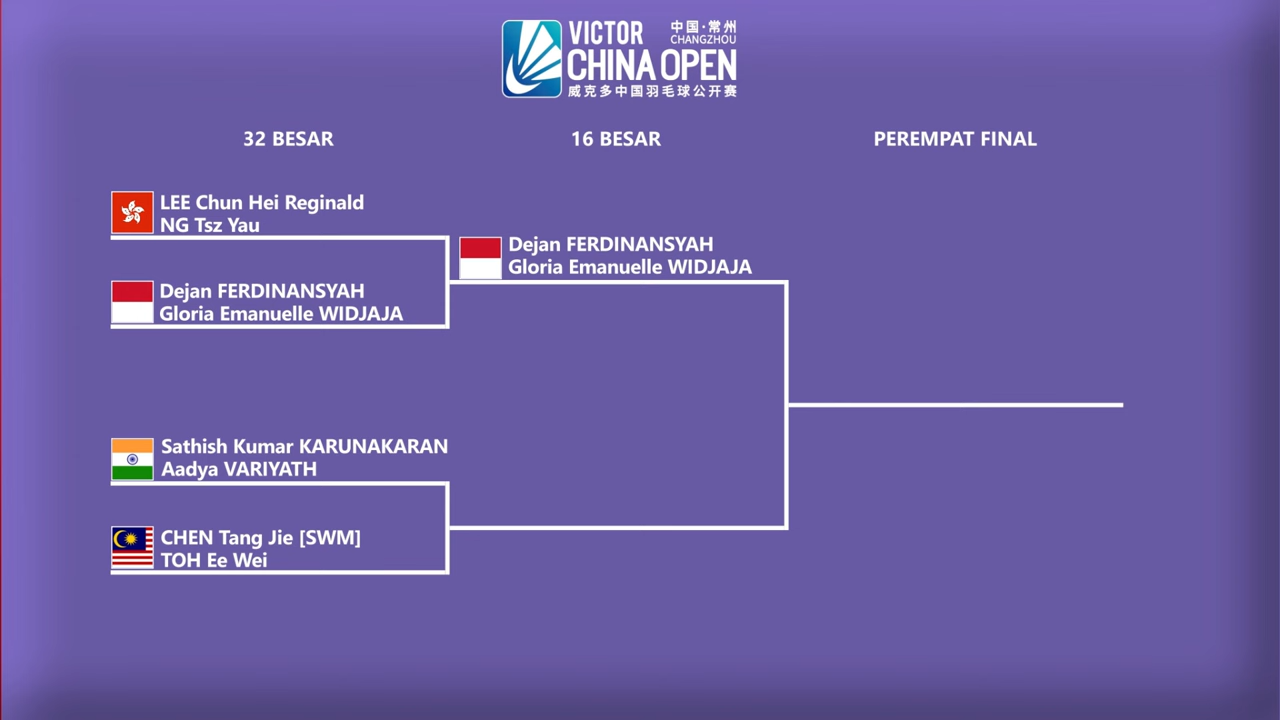 VICTOR 中国·常州
CHANGZHOU
CHINA OPEN
威克多中国羽毛球公开赛
32 BESAR
16 BESAR
PEREMPAT FINAL
LEE Chun Hei Reginald
NG Tsz Yau
Dejan FERDINANSYAH
Gloria Emanuelle WIDJAJA
Dejan FERDINANSYAH
Gloria Emanuelle WIDJAJA
Sathish Kumar KARUNAKARAN
Aadya VARIYATH
CHEN Tang Jie [SWM]
TOH Ee Wei